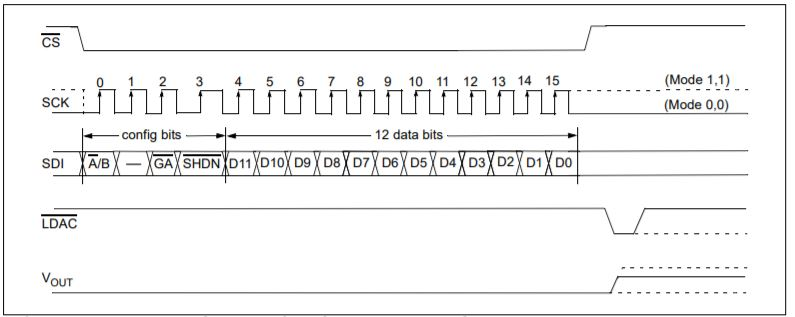 CS
0 1 2 3 4 5 6 7 8 9 10 11 12 13 14 15
(Mode 1,1)
SCK
(Mode 0,0)
config bits
12 data bits
SDI
A/B — GA SHDN D11 D10 D9 D8 D7 D6 D5 D4 D3 D2 D1 D0
LDAC
VOUT